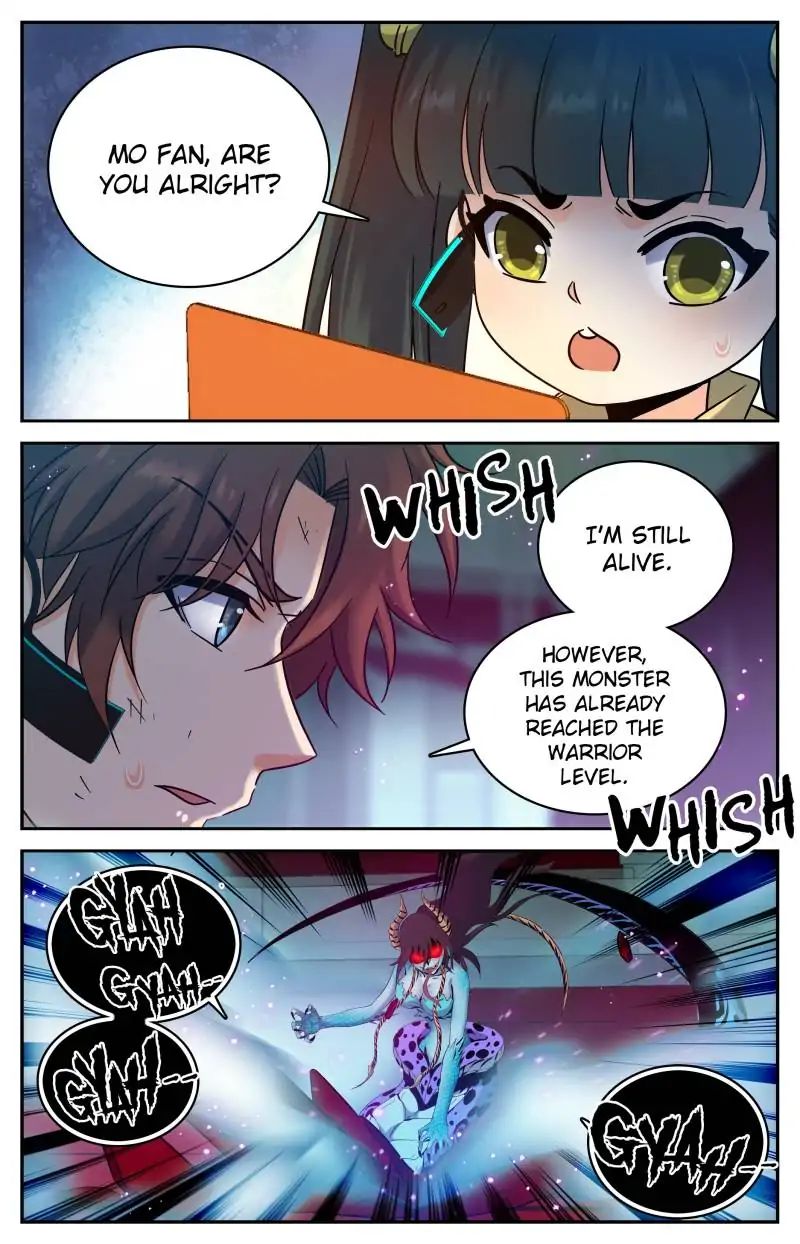 MO FAN, ARE
YOU ALRIGHT?
WHISH
I'M STILL
ALIVE.
HOWEVER,
THIS MONSTER
HAS ALREADY
REACHED THE
WARRIOR
LEVEL.
WHISH
GYAH
GYAH--
GYAH--
GYAH--